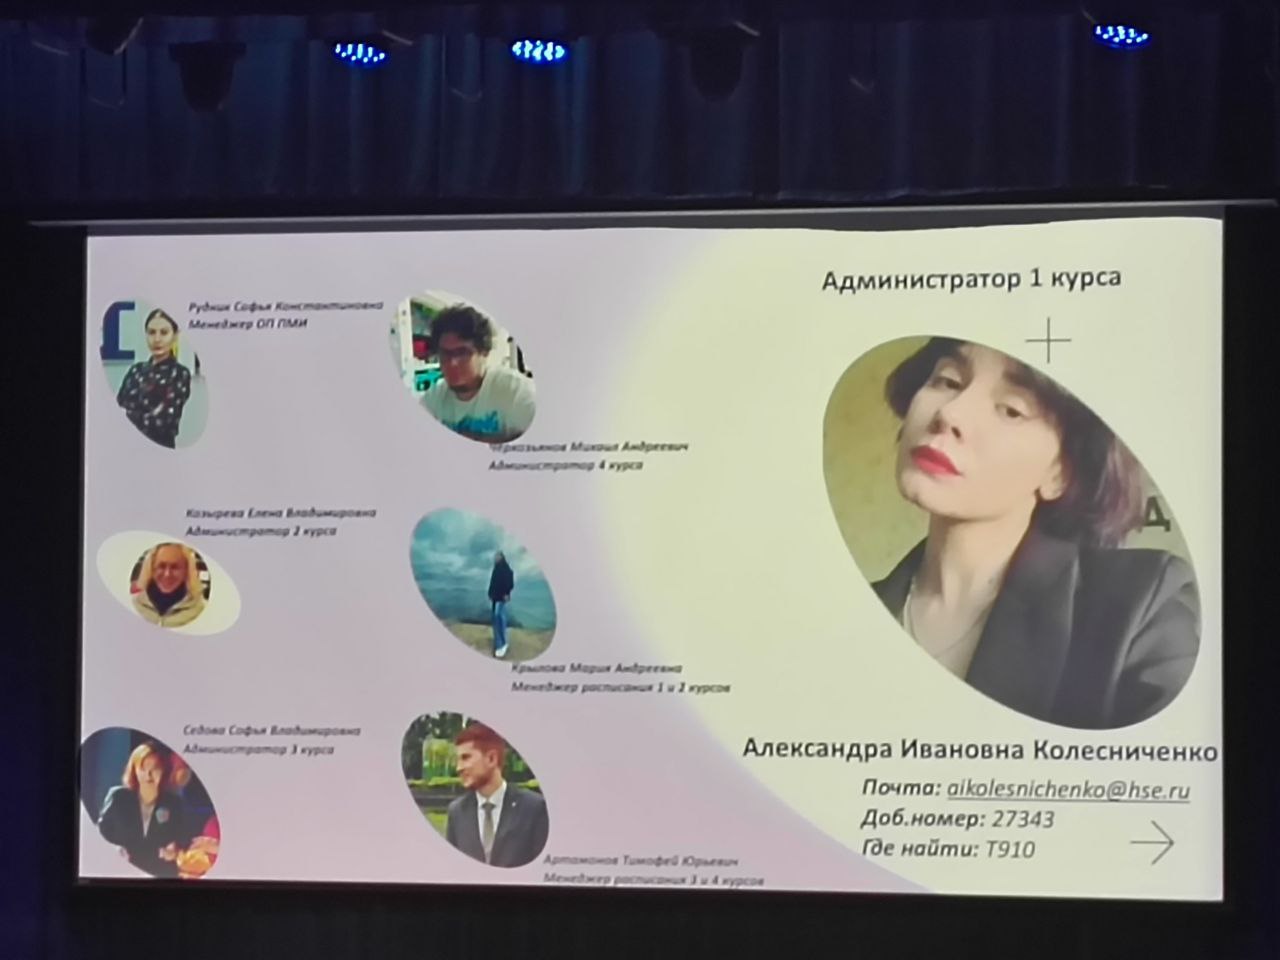 Администратор 1 курса
Рудник Софья Константиновна
Менеджер ОП ПМИ
Черкозьянов Михаил Андреевич
Администратор 4 курса
Козырева Елена Владимировна
Администратор 2 курса
Д
Крылова Мария Андреевна
Менеджер расписания 1 и 2 курсов
Седова Софья Владимировна
Администратор 3 курса
Артамонов Тимофей Юрьевич
Менеджер расписания 3 и 4 курсов
Александра Ивановна Колесниченко
Почта: aikolesnichenko@hse.ru
Доб.номер: 27343
Где найти: T910